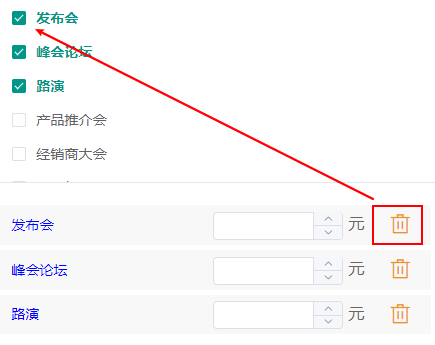 发布会
峰会论坛
路演
产品推介会
经销商大会
发布会 元
峰会论坛 元
路演 元